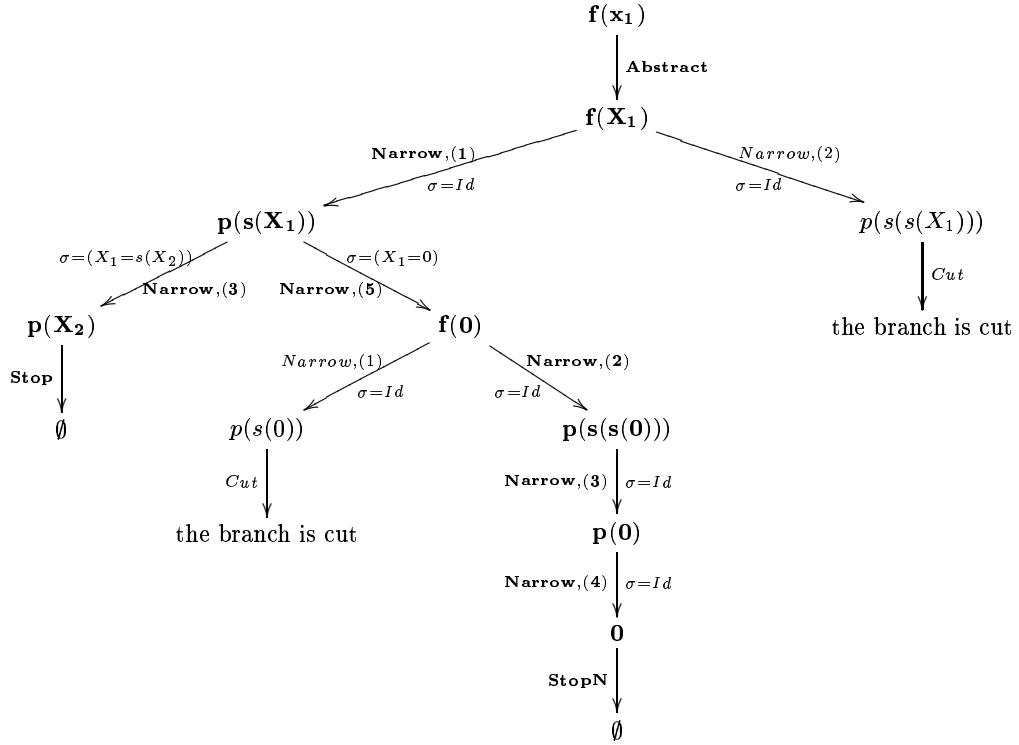 f(x₁)
Abstract
f(X₁)
Narrow,(1) Narrow,(2)
σ=Id σ=Id
p(s(X₁)) p(s(s(X₁)))
σ=(X₁=s(X₂)) σ=(X₁=0) Cut
Narrow,(3) Narrow,(5)
p(X₂) f(0) the branch is cut
Narrow,(1) Narrow,(2)
Stop σ=Id σ=Id
∅ p(s(0)) p(s(s(0)))
Cut Narrow,(3) σ=Id
the branch is cut p(0)
Narrow,(4) σ=Id
0
StopN
∅